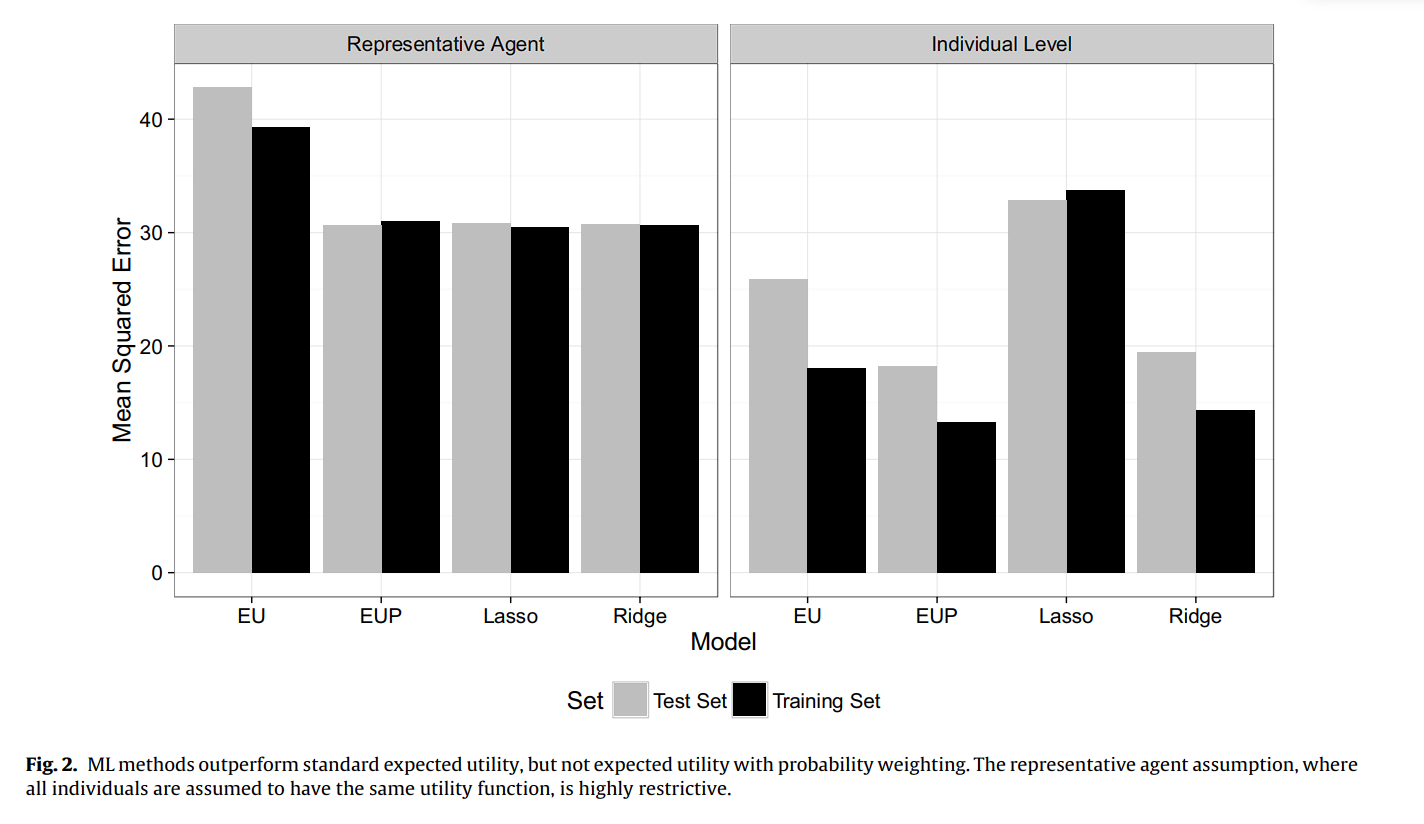 Representative Agent
Individual Level
Mean Squared Error
40
30
20
10
0
EU EUP Lasso Ridge
EU EUP Lasso Ridge
Model
Set Test Set Training Set
Fig. 2. ML methods outperform standard expected utility, but not expected utility with probability weighting. The representative agent assumption, where
all individuals are assumed to have the same utility function, is highly restrictive.